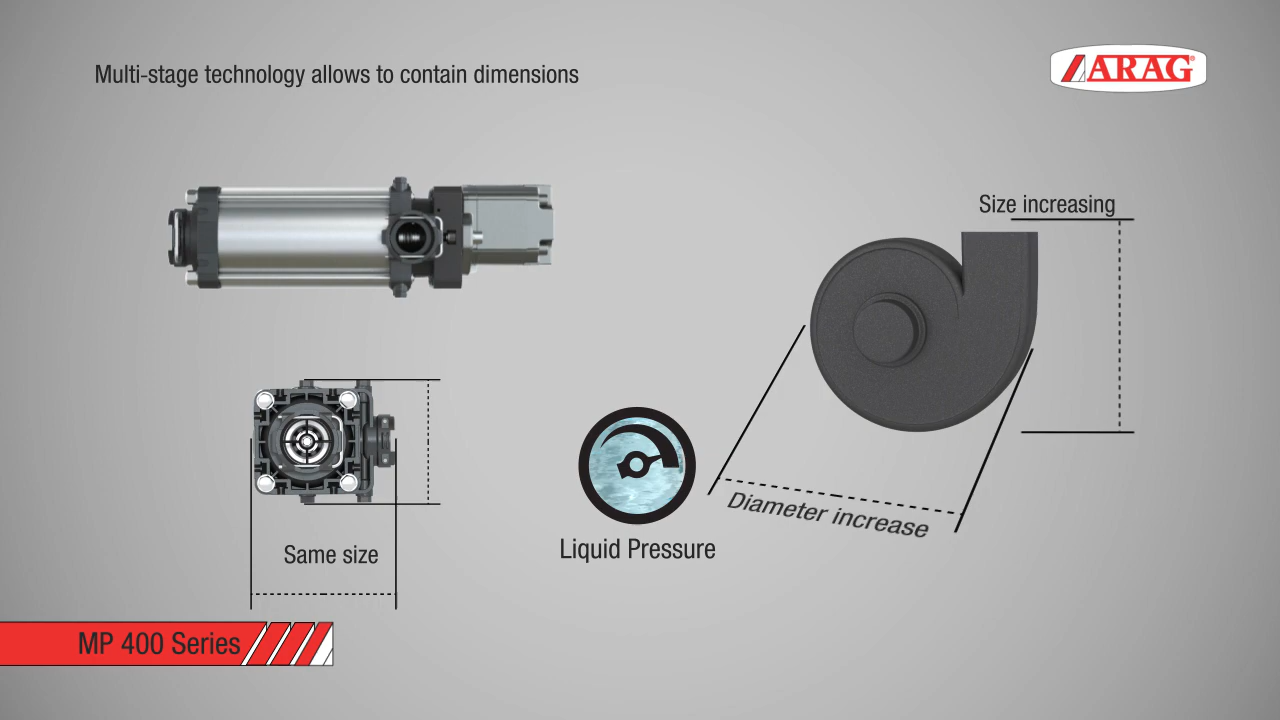 Multi-stage technology allows to contain dimensions
ARAG®
Size increasing
Diameter increase
Liquid Pressure
Same size
MP 400 Series